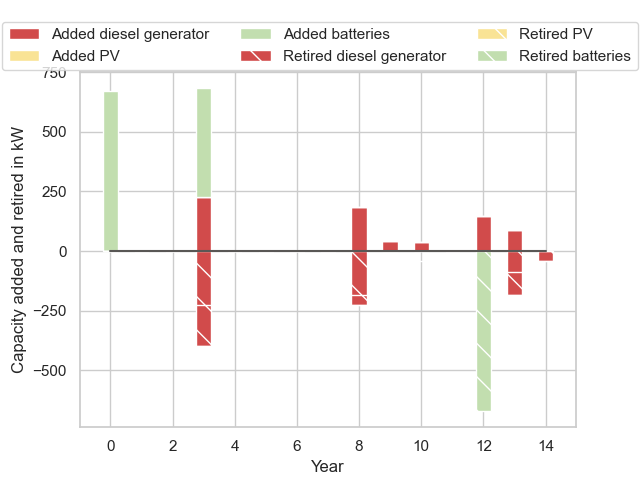 Added diesel generator
Added PV
Added batteries
Retired diesel generator
Retired PV
Retired batteries
750
500
250
0
−250
−500
Capacity added and retired in kW
0 2 4 6 8 10 12 14
Year